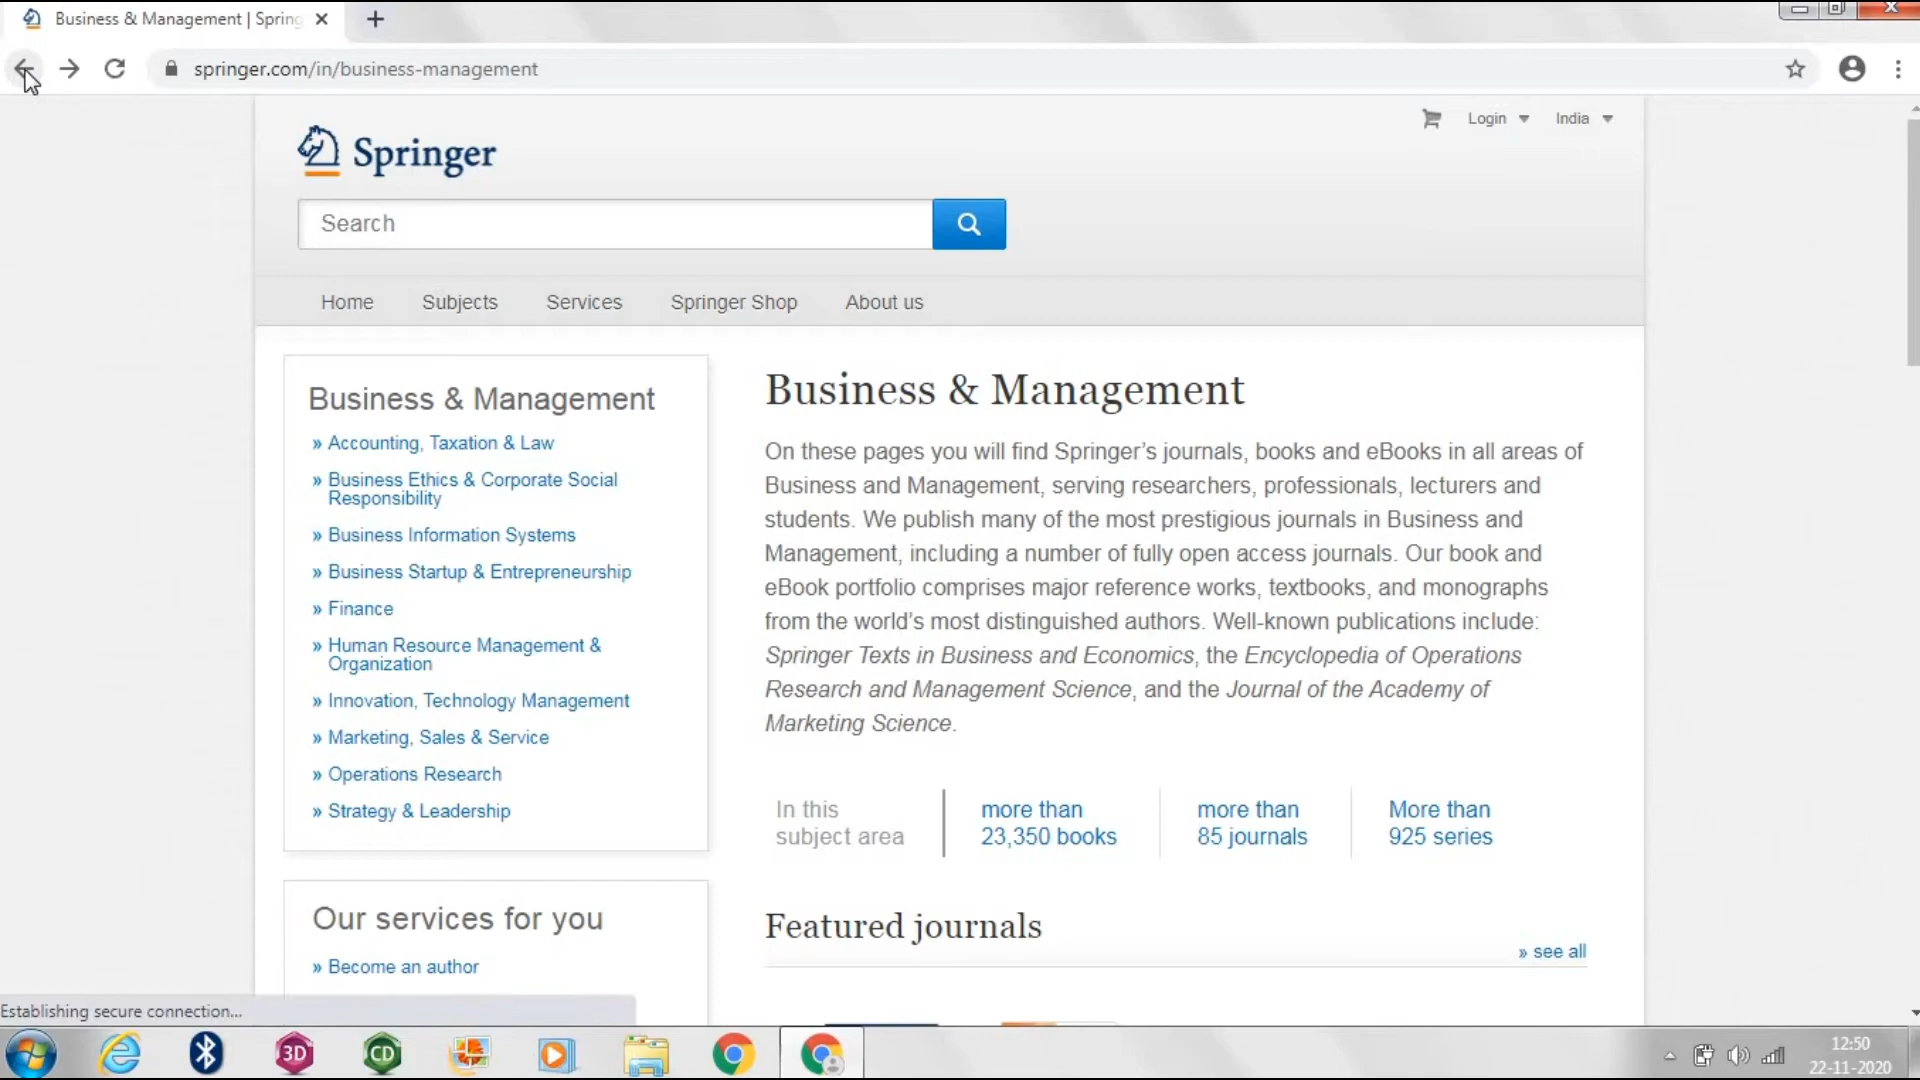 Business & Management | Spring
springer.com/in/business-management
Login
India
Springer
Search
Home
Subjects
Services
Springer Shop
About us
Business & Management
» Accounting, Taxation & Law
» Business Ethics & Corporate Social
Responsibility
» Business Information Systems
» Business Startup & Entrepreneurship
» Finance
» Human Resource Management &
Organization
» Innovation, Technology Management
» Marketing, Sales & Service
» Operations Research
» Strategy & Leadership
Our services for you
» Become an author
Business & Management
On these pages you will find Springer’s journals, books and eBooks in all areas of
Business and Management, serving researchers, professionals, lecturers and
students. We publish many of the most prestigious journals in Business and
Management, including a number of fully open access journals. Our book and
eBook portfolio comprises major reference works, textbooks, and monographs
from the world’s most distinguished authors. Well-known publications include:
Springer Texts in Business and Economics, the Encyclopedia of Operations
Research and Management Science, and the Journal of the Academy of
Marketing Science.
In this
subject area
more than
23,350 books
more than
85 journals
More than
925 series
Featured journals
» see all
Establishing secure connection...
3D
CD
12:50
22-11-2020